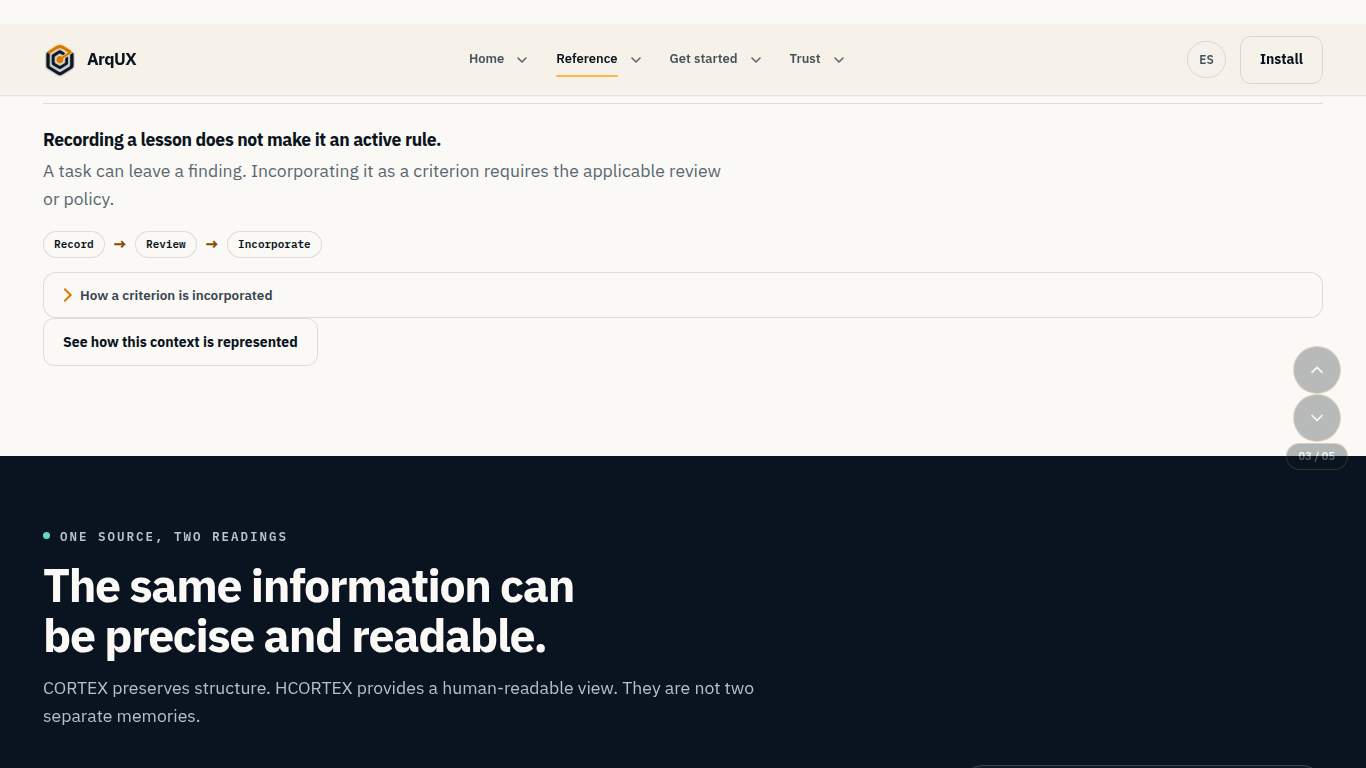 ArqUX
Home
Reference
Get started
Trust
ES
Install
Recording a lesson does not make it an active rule.
A task can leave a finding. Incorporating it as a criterion requires the applicable review
or policy.
Record → Review → Incorporate
How a criterion is incorporated
See how this context is represented
03 / 05
ONE SOURCE, TWO READINGS
The same information can
be precise and readable.
CORTEX preserves structure. HCORTEX provides a human-readable view. They are not two
separate memories.